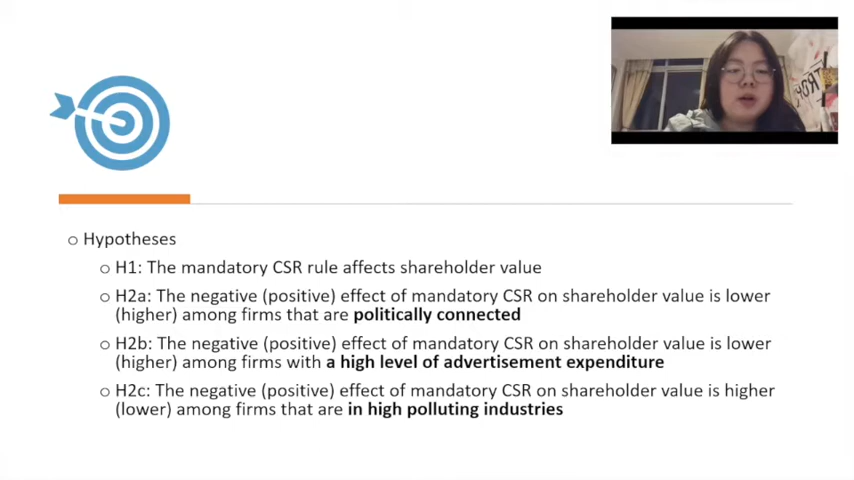 Hypotheses
H1: The mandatory CSR rule affects shareholder value
H2a: The negative (positive) effect of mandatory CSR on shareholder value is lower
(higher) among firms that are politically connected
H2b: The negative (positive) effect of mandatory CSR on shareholder value is lower
(higher) among firms with a high level of advertisement expenditure
H2c: The negative (positive) effect of mandatory CSR on shareholder value is higher
(lower) among firms that are in high polluting industries